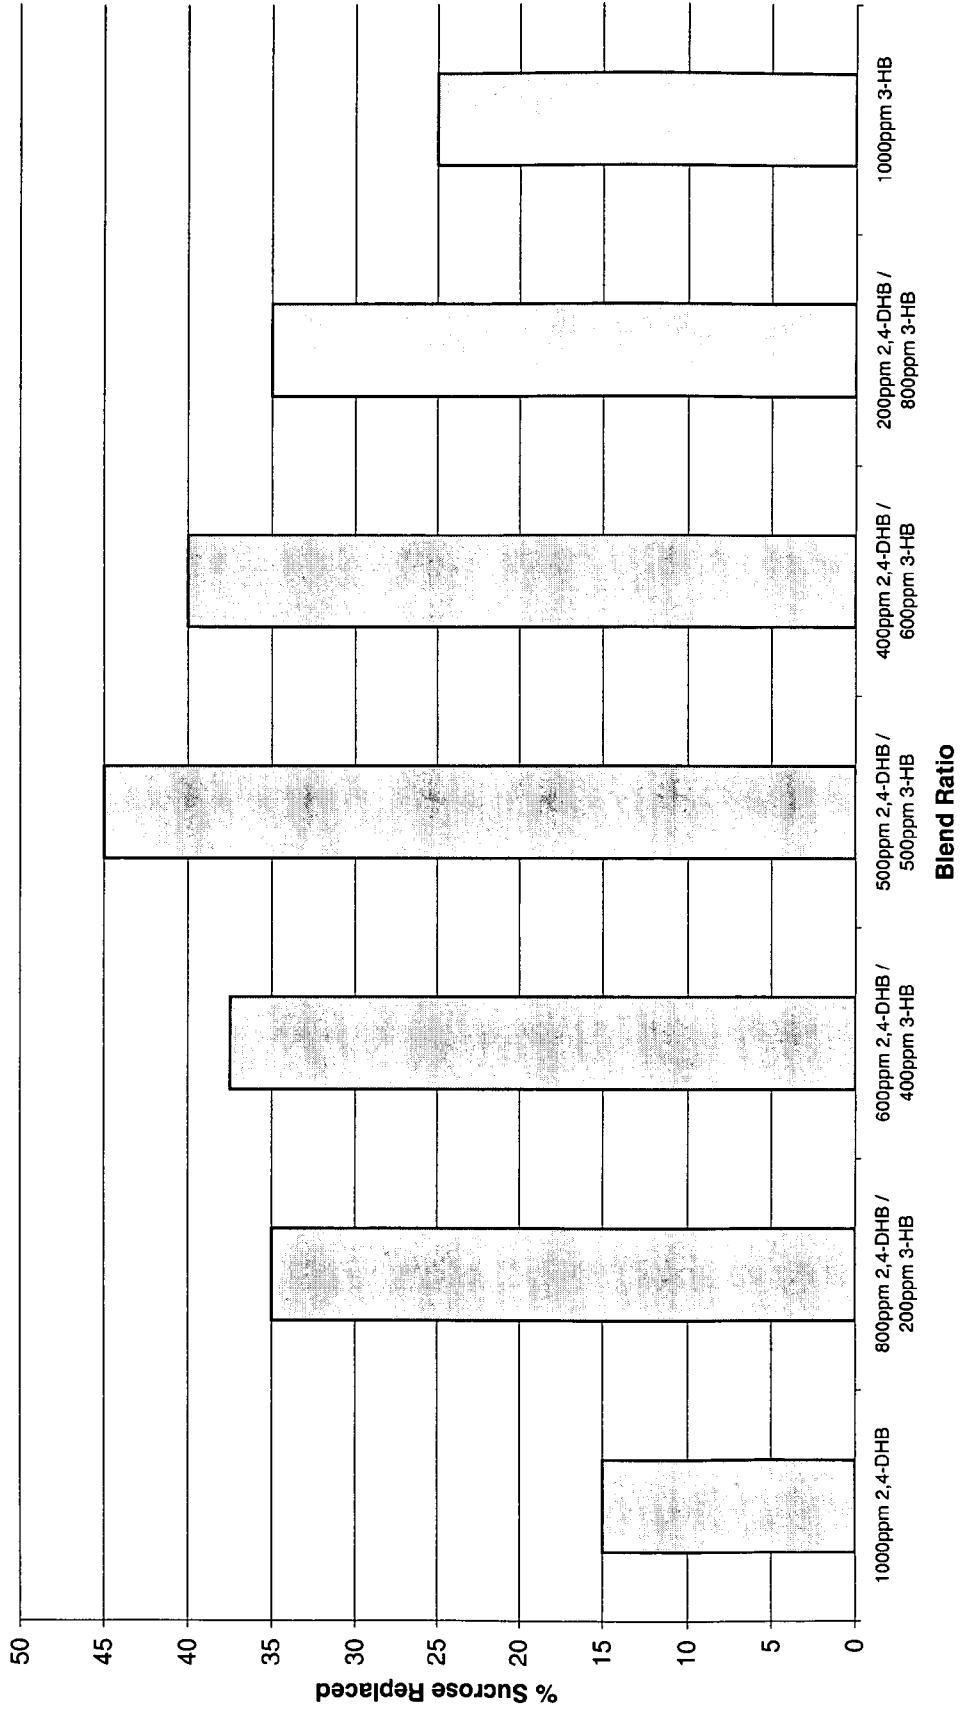 % Sucrose Replaced
50
45
40
35
30
25
20
15
10
5
0
1000ppm 2,4-DHB
800ppm 2,4-DHB /
200ppm 3-HB
600ppm 2,4-DHB /
400ppm 3-HB
500ppm 2,4-DHB /
500ppm 3-HB
400ppm 2,4-DHB /
600ppm 3-HB
200ppm 2,4-DHB /
800ppm 3-HB
1000ppm 3-HB
Blend Ratio